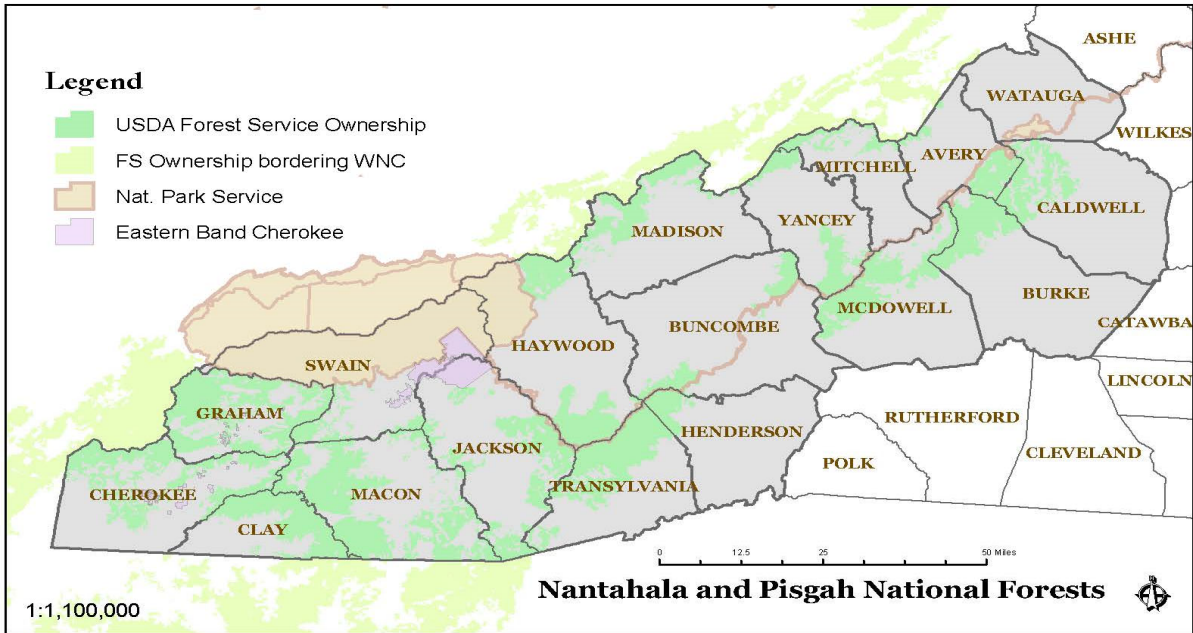 ASHE
Legend
WATAUGA
USDA Forest Service Ownership
WILKES
FS Ownership bordering WNC
AVERY
MITCHELL
Nat. Park Service
CALDWELL
YANCEY
Eastern Band Cherokee
MADISON
BURKE
MCDOWELL
CATAWBA
BUNCOMBE
HAYWOOD
SWAIN
LINCOLN
GRAHAM
RUTHERFORD
HENDERSON
JACKSON
CLEVELAND
POLK
TRANSYLVANIA
CHEROKEE
MACON
CLAY
0 12.5 25 50 Miles
Nantahala and Pisgah National Forests
1:1,100,000